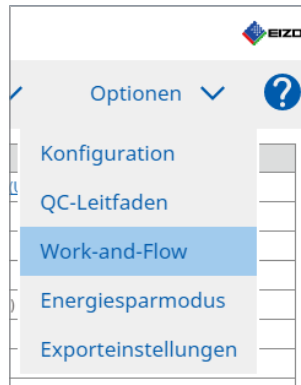 EIZO
Optionen
Konfiguration
QC-Leitfaden
Work-and-Flow
Energiesparmodus
Exporteinstellungen